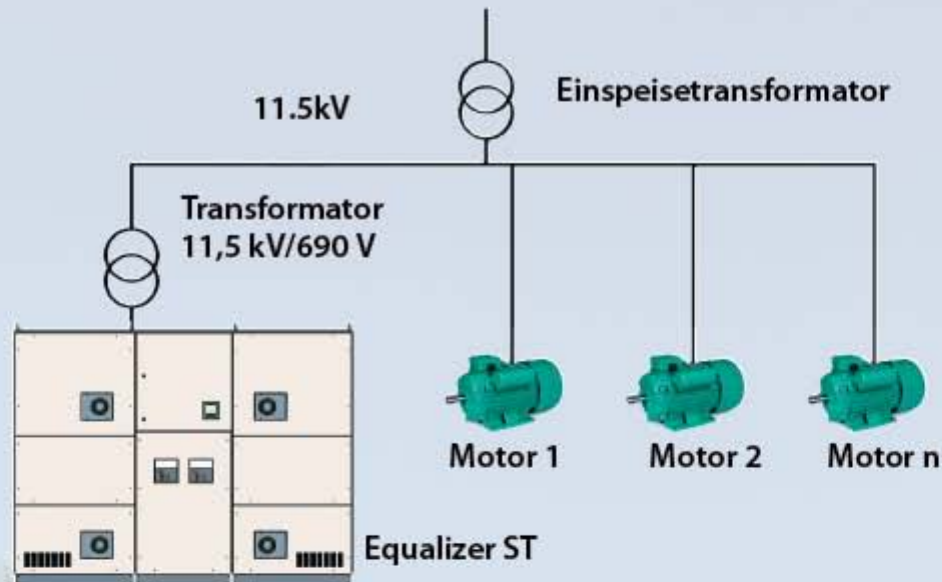 Einspeisetransformator
11.5kV
Transformator
11,5 kV/690 V
Motor 1
Motor 2
Motor n
Equalizer ST